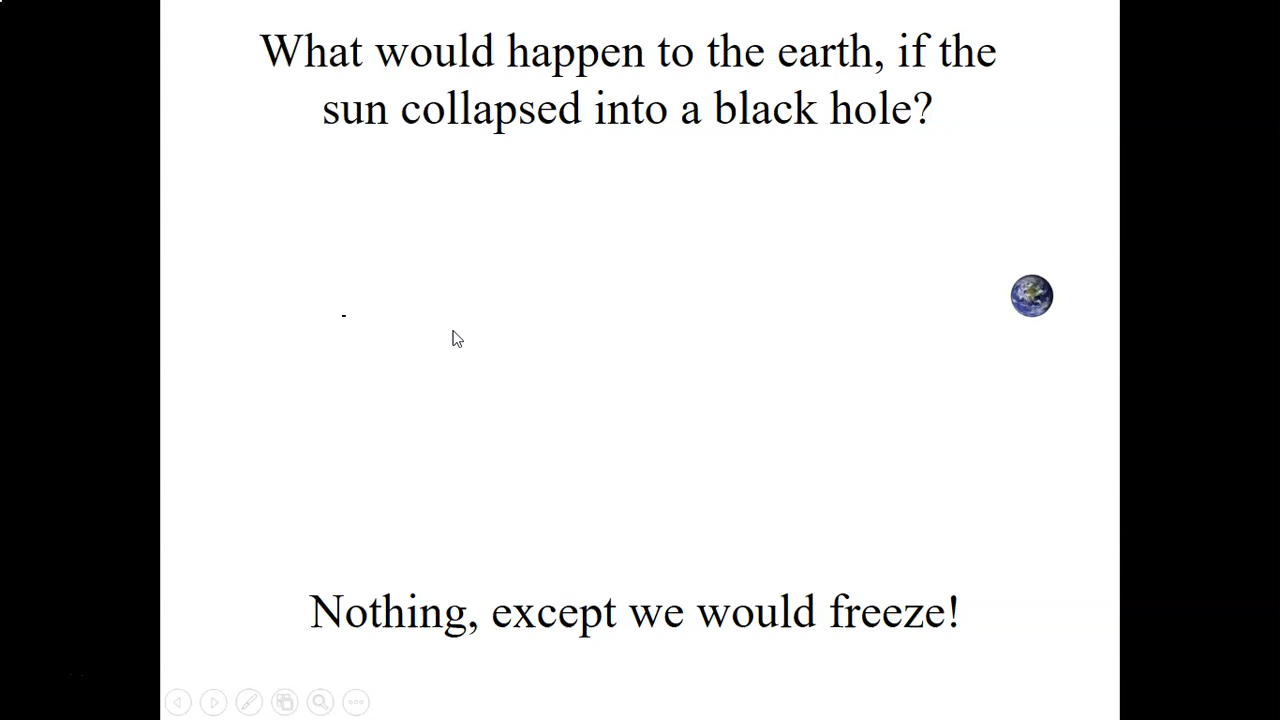 What would happen to the earth, if the
sun collapsed into a black hole?
Nothing, except we would freeze!